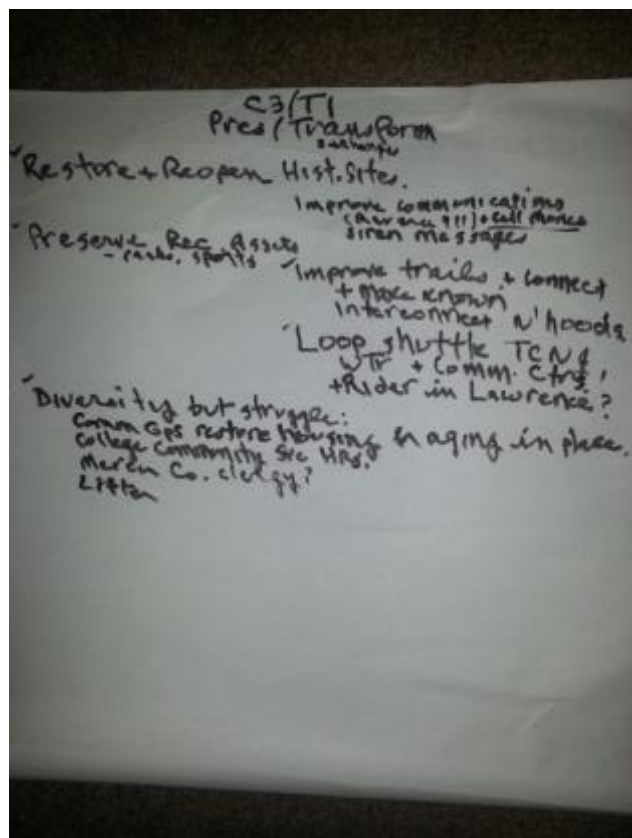 C3/T1
Pres/Transform
Restore + Reopen Hist. Sites.
Improve communications
(Reverse 911) + cell phones
siren messages
Preserve Rec Assets
- parks, sports
Improve trails + connect
+ make known
Interconnect N'hoods
Loop shuttle TCNJ
+ Comm. Ctrs!
+ Rider in Lawrence?
Diversity but struggle:
Comm Gps restore housing aging in place.
College Community Svc HRs.
Mercer Co. clergy?